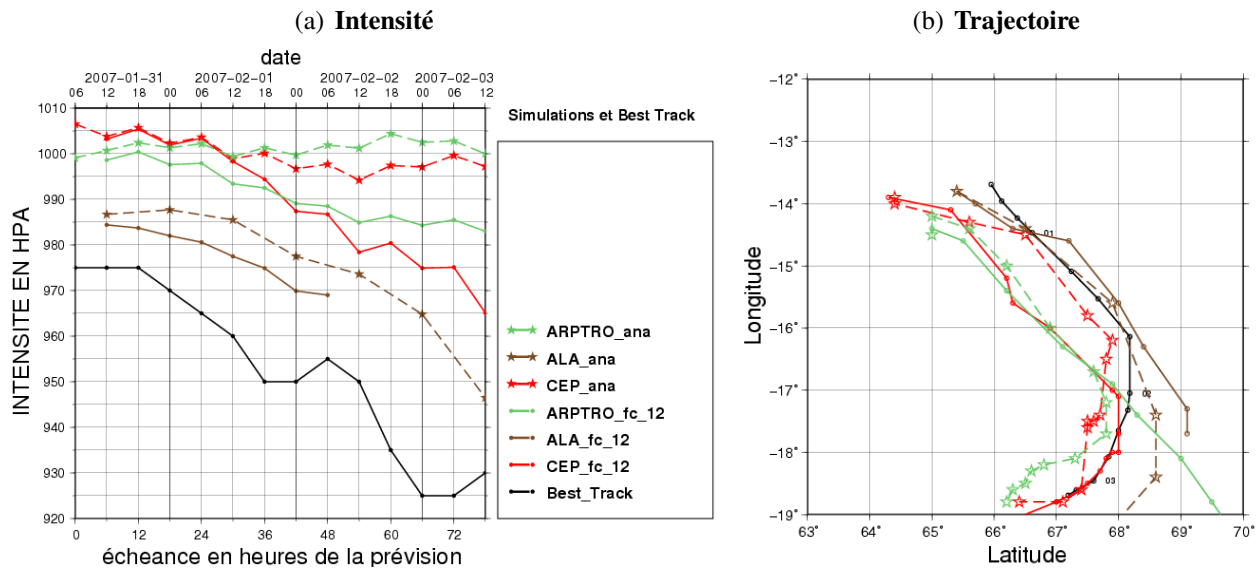 (a) Intensité
date
2007-01-31 2007-02-01 2007-02-02 2007-02-03
06 12 18 00 06 12 18 00 06 12 18 00 06 12
1010
1000
990
980
970
960
950
940
930
920
INTENSITE EN HPA
0 12 24 36 48 60 72
écheance en heures de la prévision
Simulations et Best Track
ARPTRO_ana
ALA_ana
CEP_ana
ARPTRO_fc_12
ALA_fc_12
CEP_fc_12
Best_Track
(b) Trajectoire
-12°
-13°
-14°
-15°
-16°
-17°
-18°
-19°
Longitude
01
02
03
63° 64° 65° 66° 67° 68° 69° 70°
Latitude